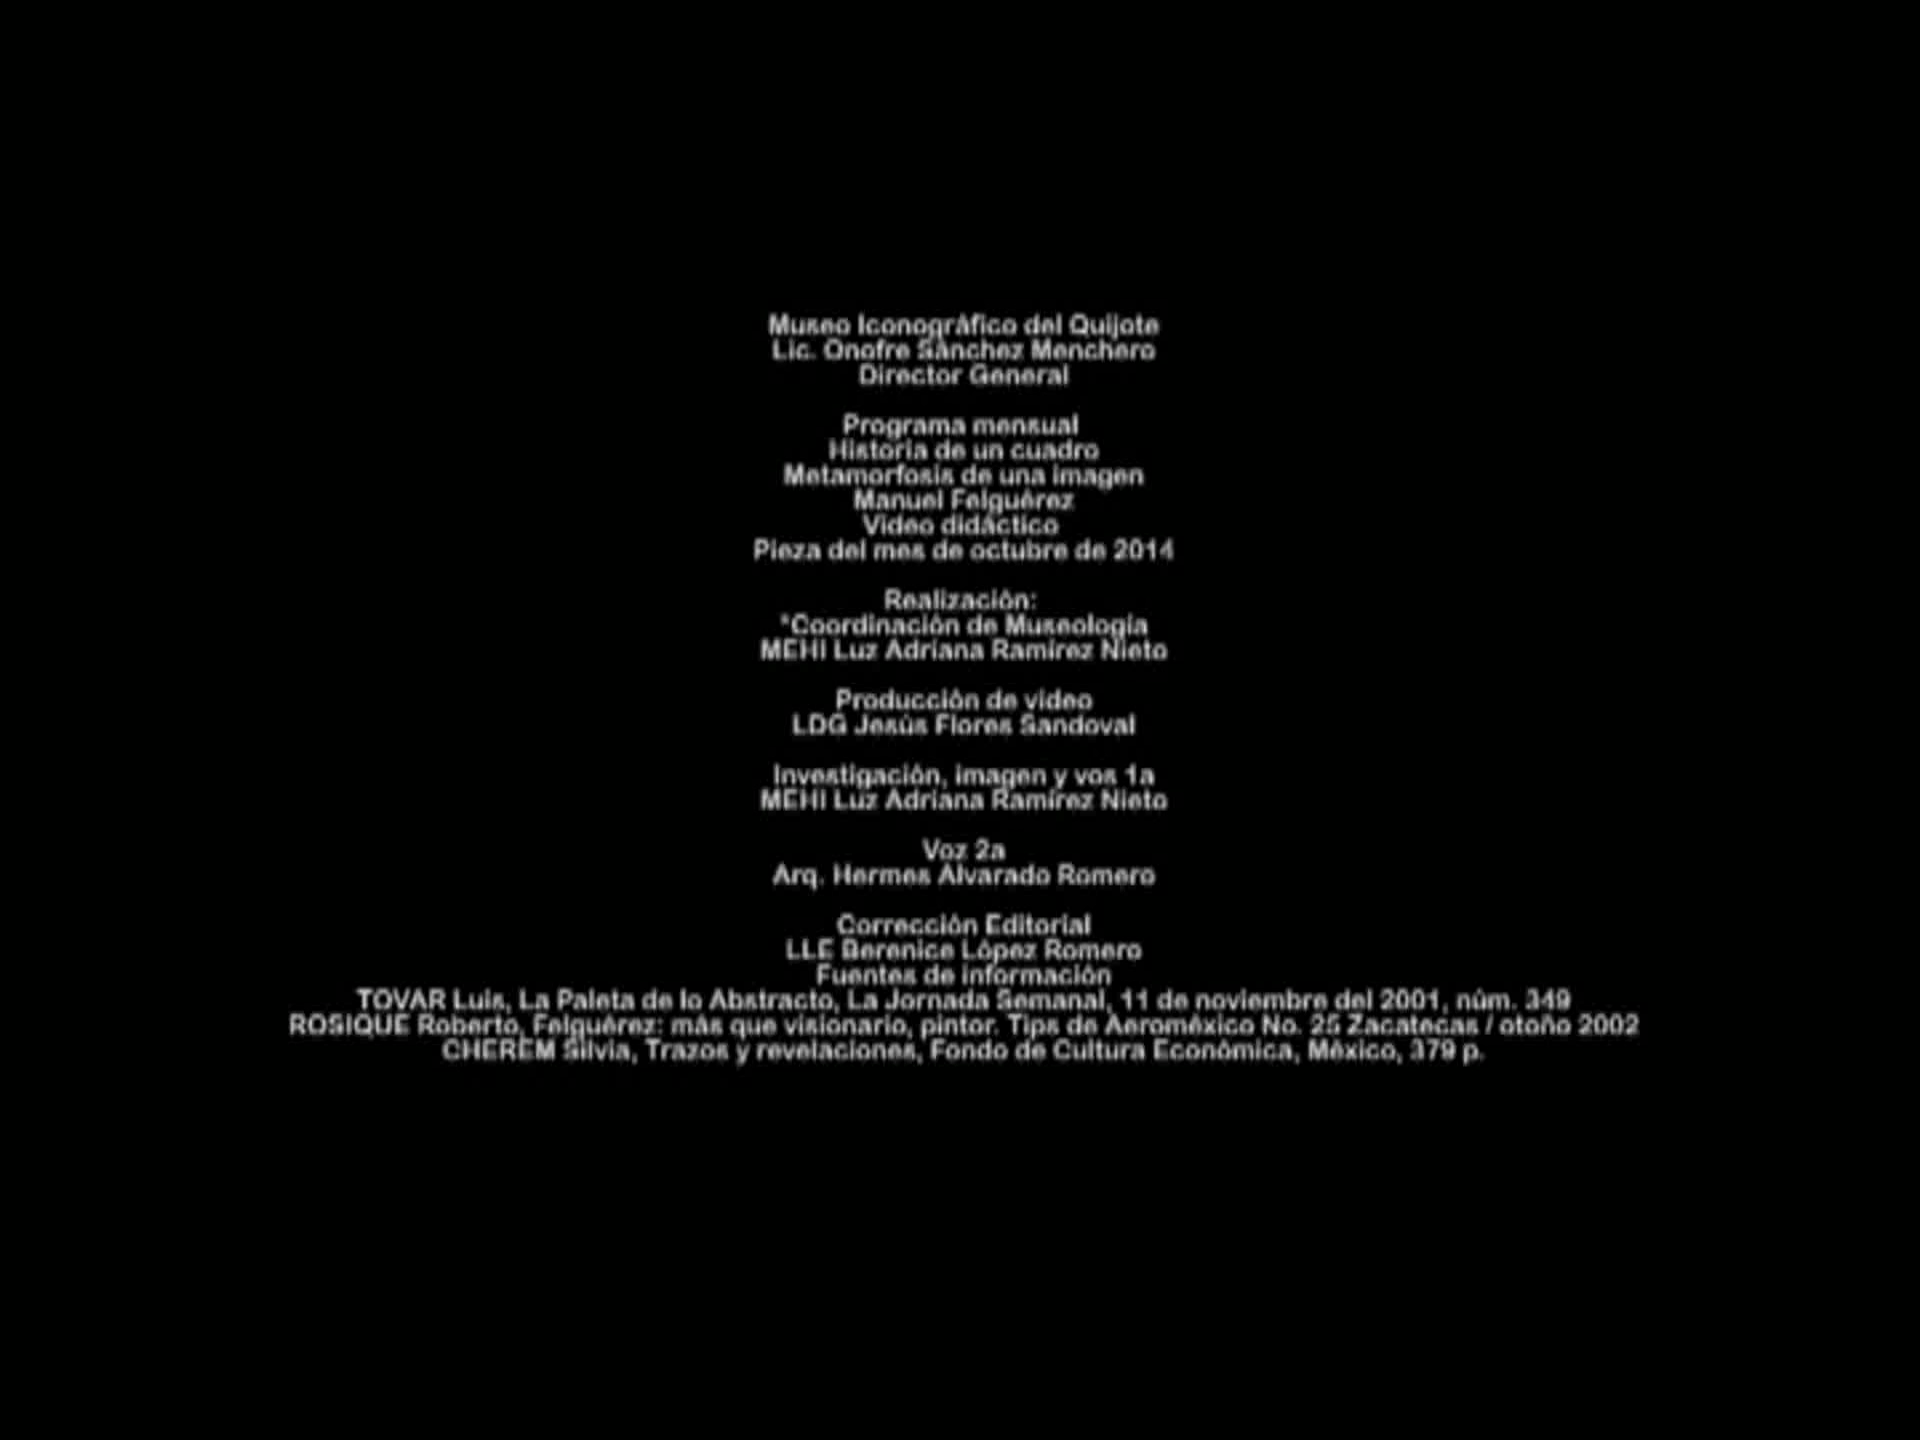 Museo Iconográfico del Quijote
Lic. Onofre Sánchez Menchero
Director General
Programa mensual
Historia de un cuadro
Metamorfosis de una imagen
Manuel Felguérez
Video didáctico
Pieza del mes de octubre de 2014
Realización:
*Coordinación de Museología
MEHI Luz Adriana Ramírez Nieto
Producción de video
LDG Jesús Flores Sandoval
Investigación, imagen y vos 1a
MEHI Luz Adriana Ramírez Nieto
Voz 2a
Arq. Hermes Alvarado Romero
Corrección Editorial
LLE Berenice López Romero
Fuentes de información
TOVAR Luis, La Paleta de lo Abstracto, La Jornada Semanal, 11 de noviembre del 2001, núm. 349
ROSIQUE Roberto, Felguérez: más que visionario, pintor. Tips de Aeroméxico No. 25 Zacatecas / otoño 2002
CHEREM Silvia, Trazos y revelaciones, Fondo de Cultura Económica, México, 379 p.